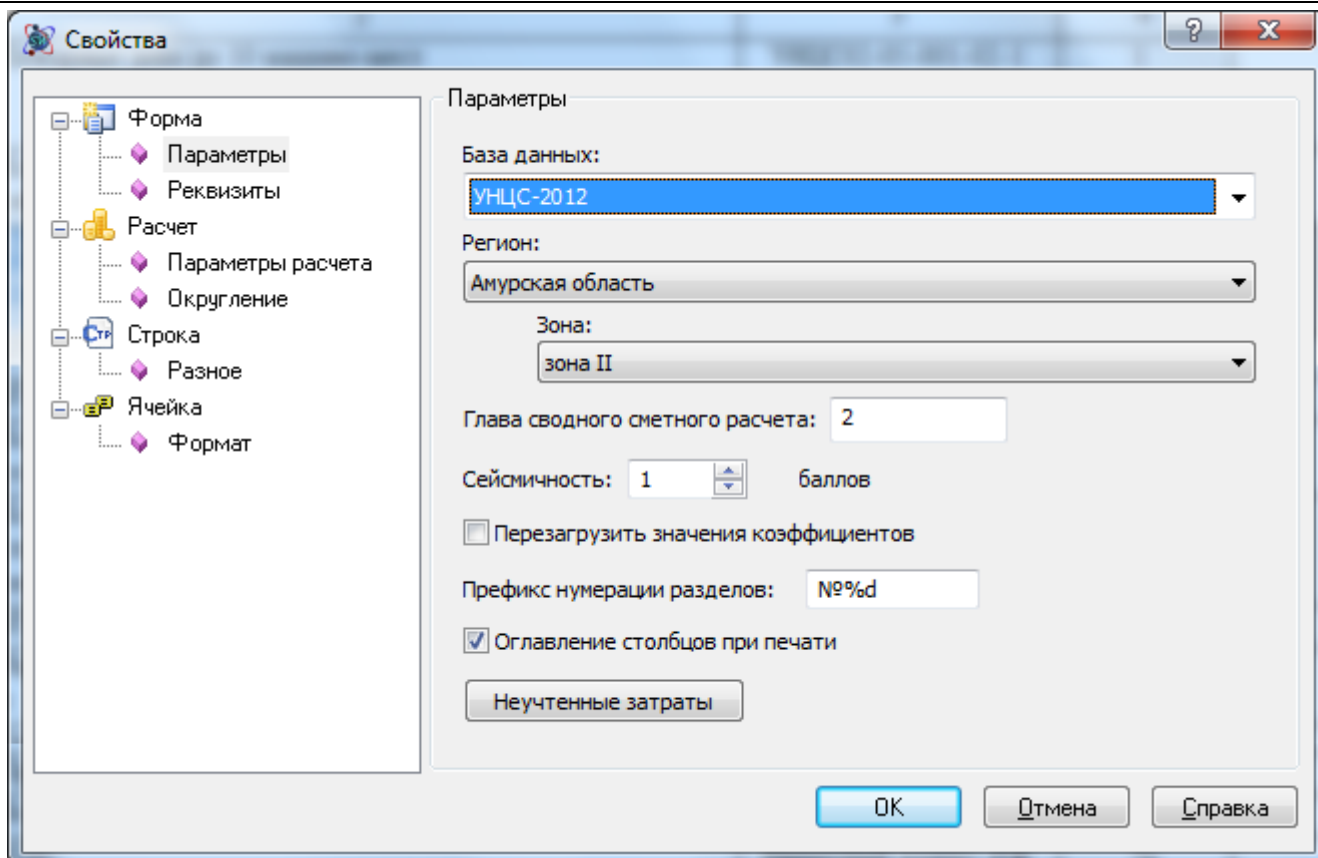 Свойства
Форма
Параметры
Реквизиты
Расчет
Параметры расчета
Округление
Стр Строка
Разное
Ячейка
Формат
Параметры
База данных:
УНЦС-2012
Регион:
Амурская область
Зона:
зона II
Глава сводного сметного расчета: 2
Сейсмичность: 1 баллов
Перезагрузить значения коэффициентов
Префикс нумерации разделов: №%d
Оглавление столбцов при печати
Неучтенные затраты
OK Отмена Справка